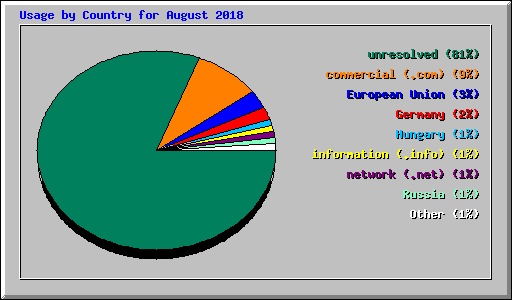 Usage by Country for August 2018
unresolved (81%)
commercial (.com) (9%)
European Union (3%)
Germany (2%)
Hungary (1%)
information (.info) (1%)
network (.net) (1%)
Russia (1%)
Other (1%)